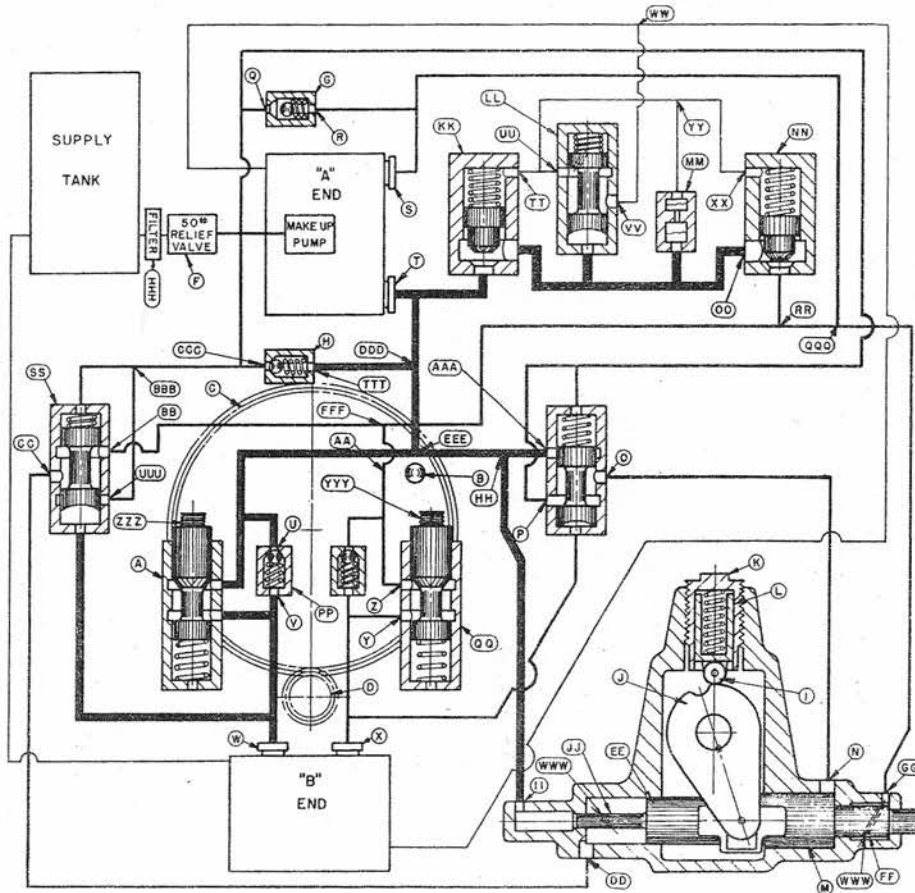 WW
Q
G
LL
SUPPLY
TANK
KK
UU
YY
NN
R
MM
"A"
END
S
TT
XX
VV
FILTER
50#
RELIEF
VALVE
MAKE UP
PUMP
F
T
HHH
OO
RR
QQQ
H
CCC
DDD
AAA
SS
BBB
C
TTT
BB
FFF
EEE
CC
AA
O
UUU
YYY
B
HH
P
ZZZ
U
K
A
L
PP
Z
V
Y
QQ
I
D
J
W
X
JJ
EE
N
GG
WWW
"B"
END
II
DD
M
WWW
FF